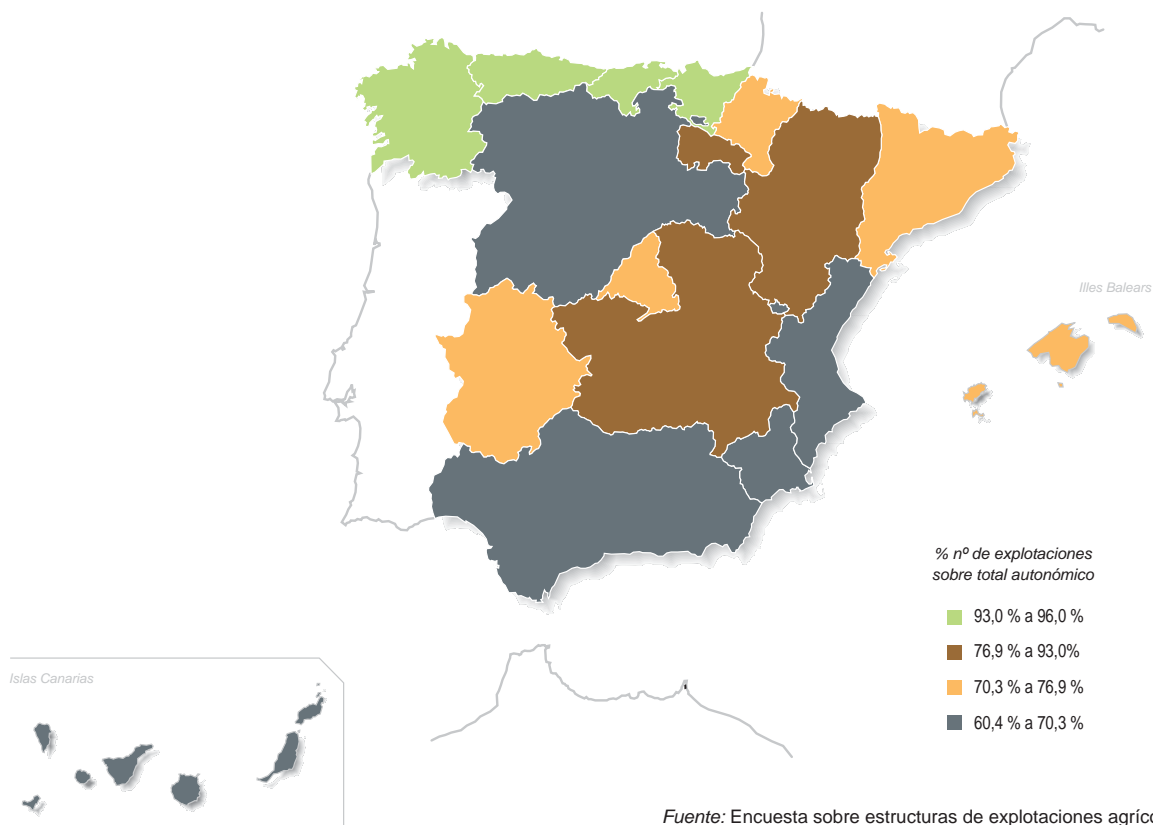 Illes Balears
% nº de explotaciones
sobre total autonómico
93,0 % a 96,0 %
76,9 % a 93,0%
70,3 % a 76,9 %
60,4 % a 70,3 %
Islas Canarias
Fuente: Encuesta sobre estructuras de explotaciones agríco